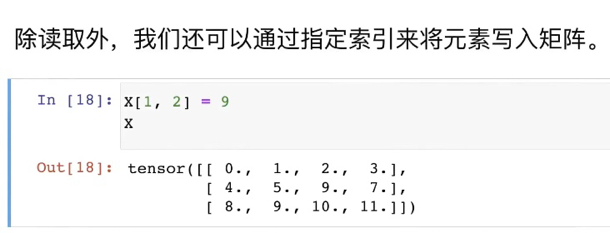 除读取外，我们还可以通过指定索引来将元素写入矩阵。
In [18]: X[1, 2] = 9
X
Out[18]: tensor([[ 0.,  1.,  2.,  3.],
[ 4.,  5.,  9.,  7.],
[ 8.,  9., 10., 11.]])